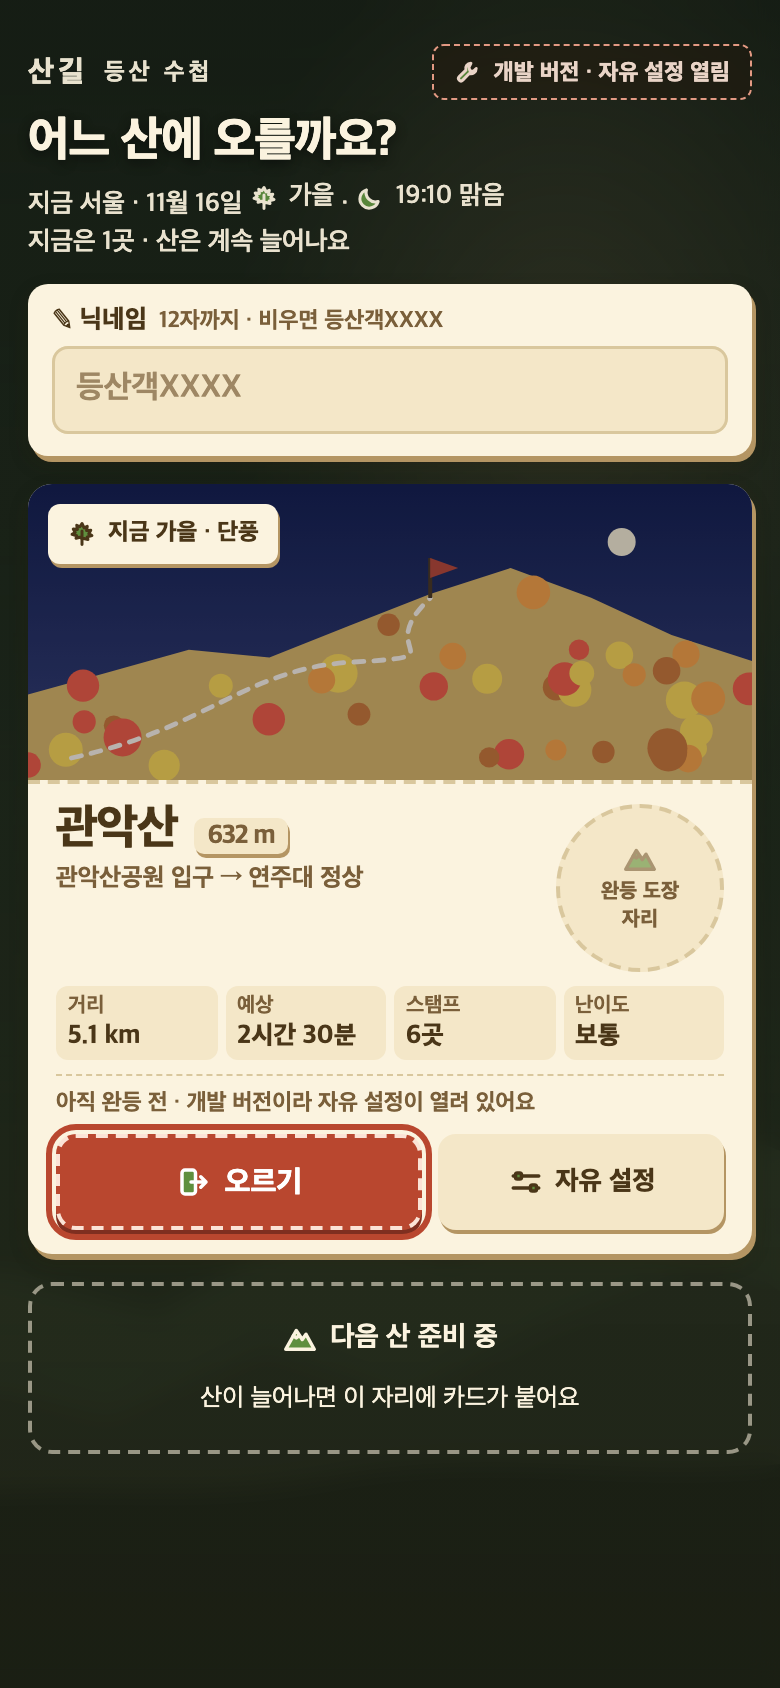 산길 등산 수첩
개발 버전 · 자유 설정 열림
어느 산에 오를까요?
지금 서울 · 11월 16일 가을 · 19:10 맑음
지금은 1곳 · 산은 계속 늘어나요
닉네임 12자까지 · 비우면 등산객XXXX
등산객XXXX
지금 가을 · 단풍
관악산 632 m
관악산공원 입구 → 연주대 정상
완등 도장
자리
거리
5.1 km
예상
2시간 30분
스탬프
6곳
난이도
보통
아직 완등 전 · 개발 버전이라 자유 설정이 열려 있어요
오르기
자유 설정
다음 산 준비 중
산이 늘어나면 이 자리에 카드가 붙어요